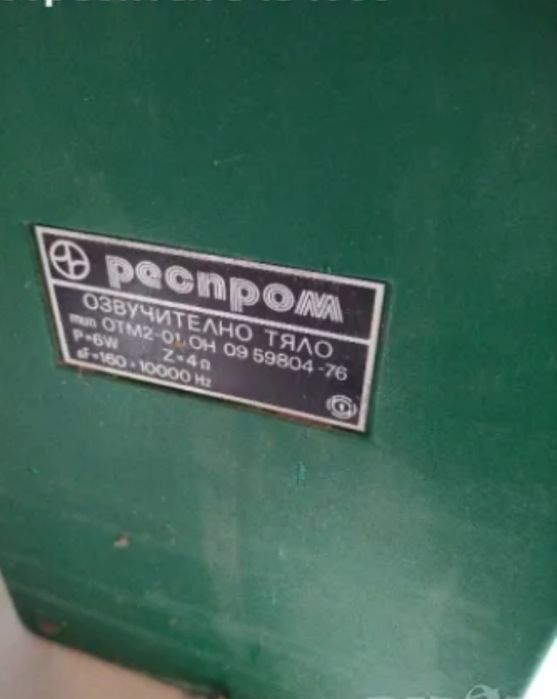 респром
ОЗВУЧИТЕЛНО ТЯЛО
тип ОТМ2-01 ОН 09 59804-76
P=6W Z=4Ω
ΔF=160÷10000 Hz